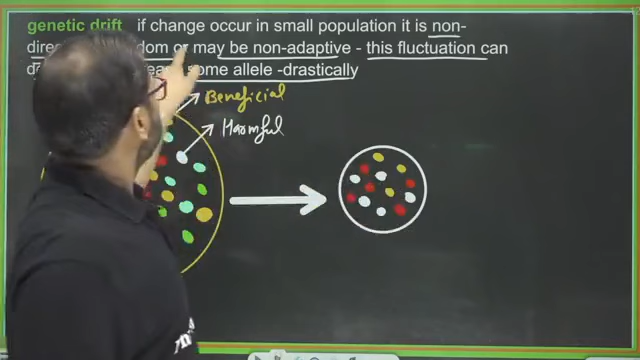 genetic drift if change occur in small population it is non-
dom or may be non-adaptive - this fluctuation can
some allele -drastically
Beneficial
Harmful